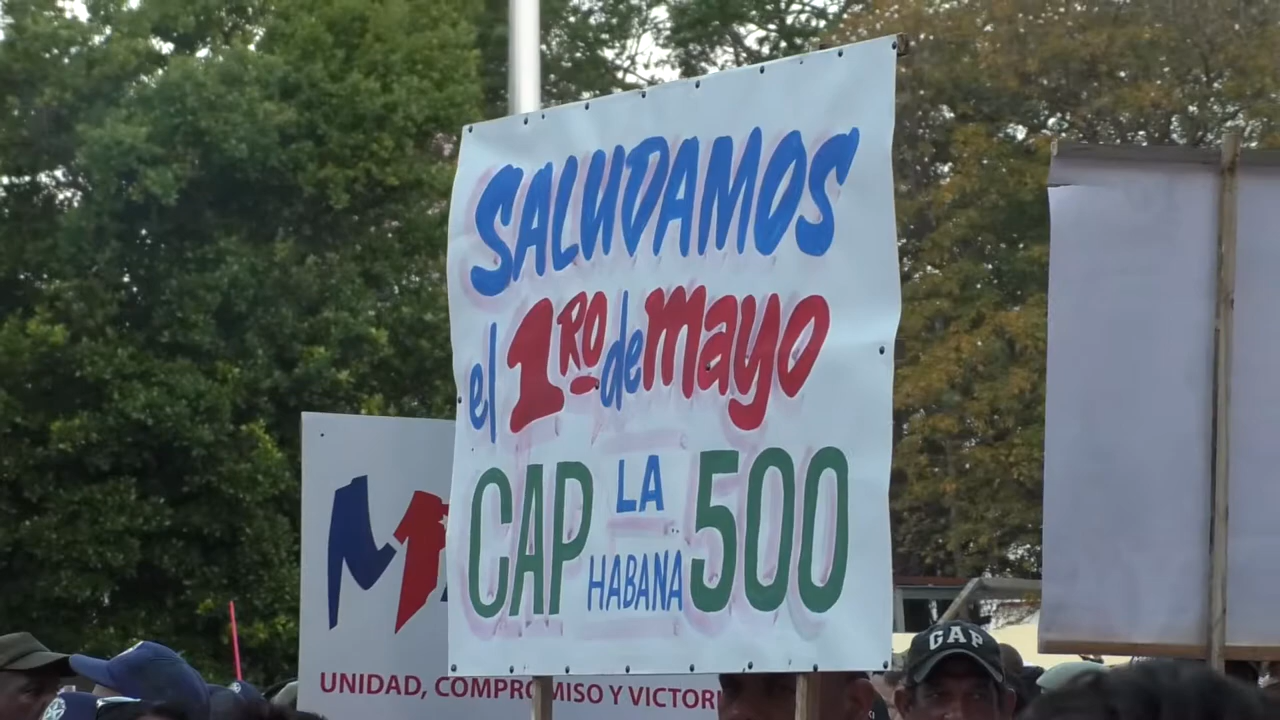 SALUDAMOS
el 1RO de mayo
CAP LA HABANA 500
UNIDAD, COMPROMISO Y VICTORI
GAP